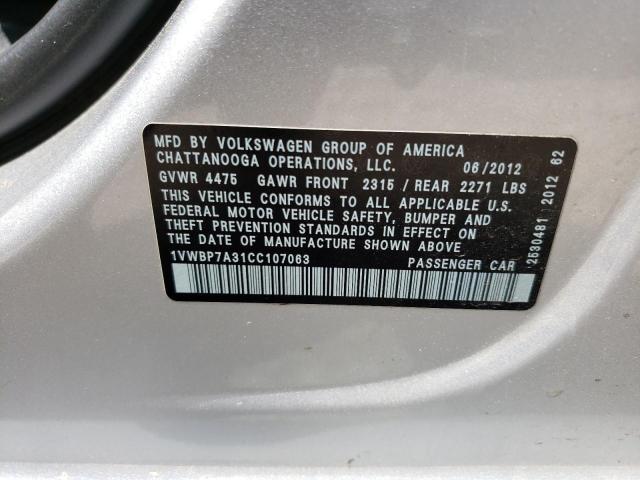 MFD BY VOLKSWAGEN GROUP OF AMERICA
CHATTANOOGA OPERATIONS, LLC. 06/2012
GVWR 4475 GAWR FRONT 2315 / REAR 2271 LBS
THIS VEHICLE CONFORMS TO ALL APPLICABLE U.S.
FEDERAL MOTOR VEHICLE SAFETY, BUMPER AND
THEFT PREVENTION STANDARDS IN EFFECT ON
THE DATE OF MANUFACTURE SHOWN ABOVE
1VWBP7A31CC107063 PASSENGER CAR
2530481 2012 62